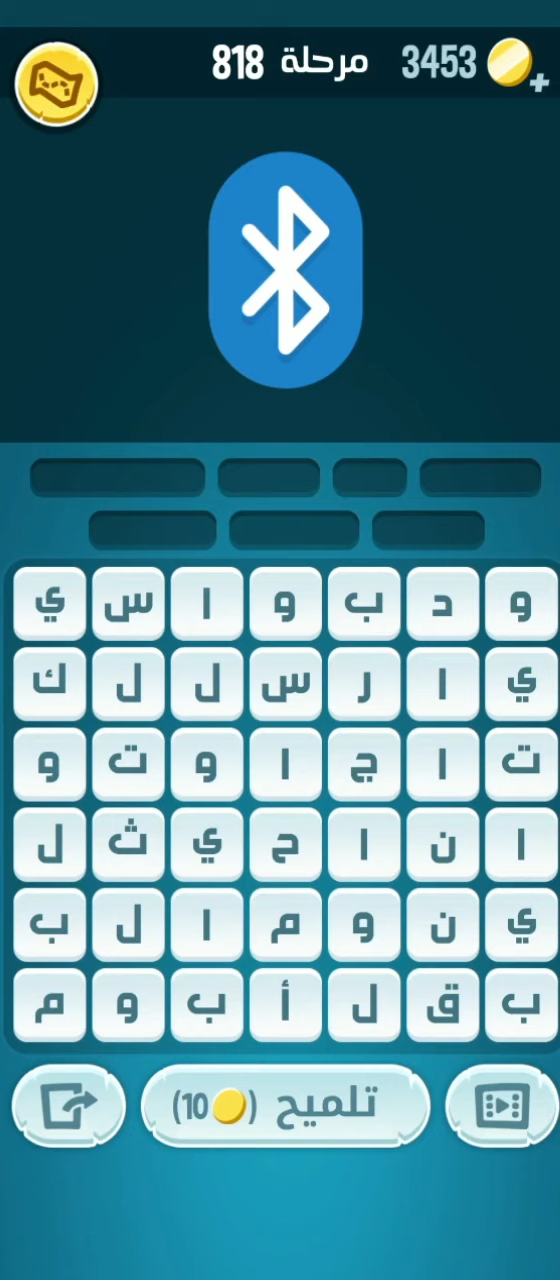 مرحلة 818 3453
و د ب و ا س ي
ي ا ر س ل ل ك
ت ا ج ا و ت و
ا ن ا ح ي ث ل
ي ن و م ا ل ب
ب ق ل أ ب و م
تلميح (10)